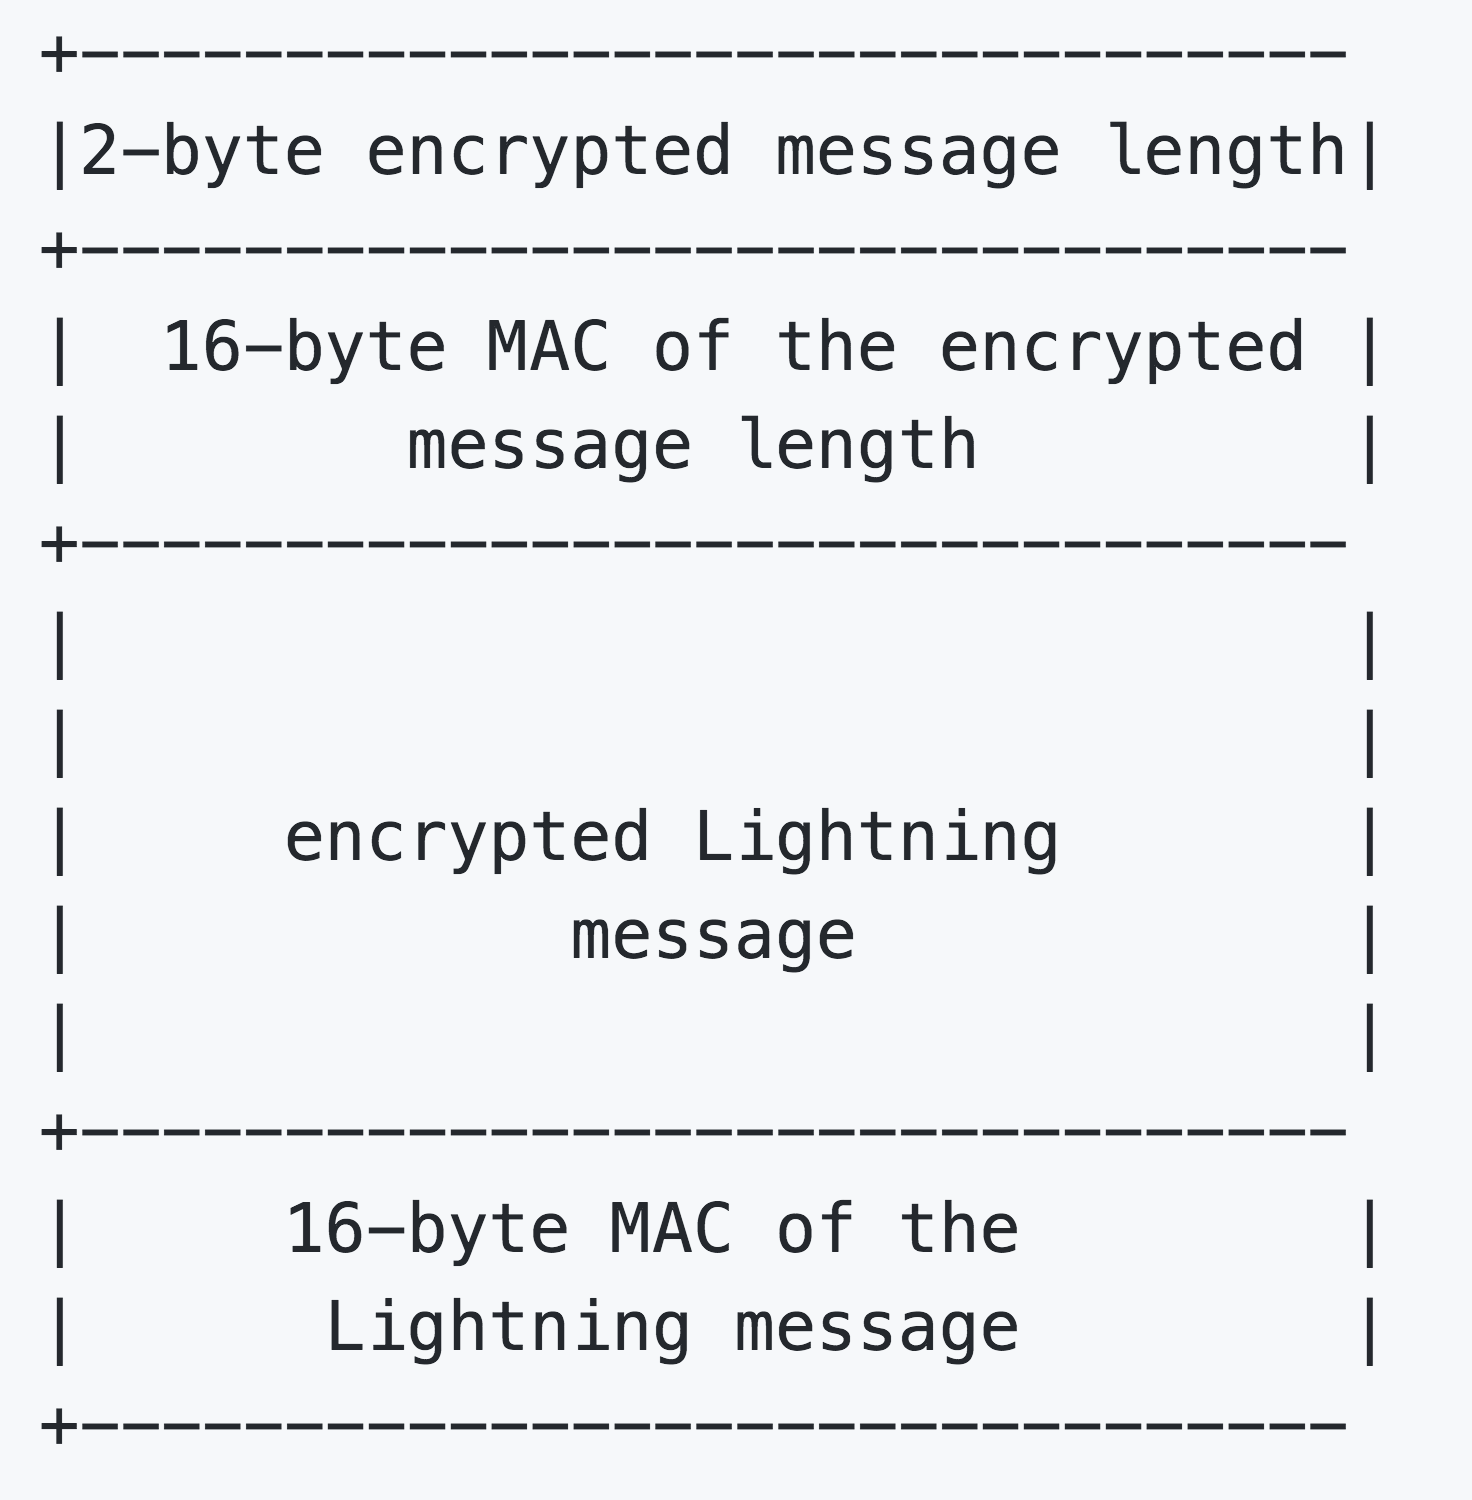 +--------------------------------
|2-byte encrypted message length|
+--------------------------------
|  16-byte MAC of the encrypted |
|        message length         |
+--------------------------------
|                               |
|                               |
|     encrypted Lightning       |
|            message            |
|                               |
+--------------------------------
|     16-byte MAC of the        |
|      Lightning message        |
+--------------------------------